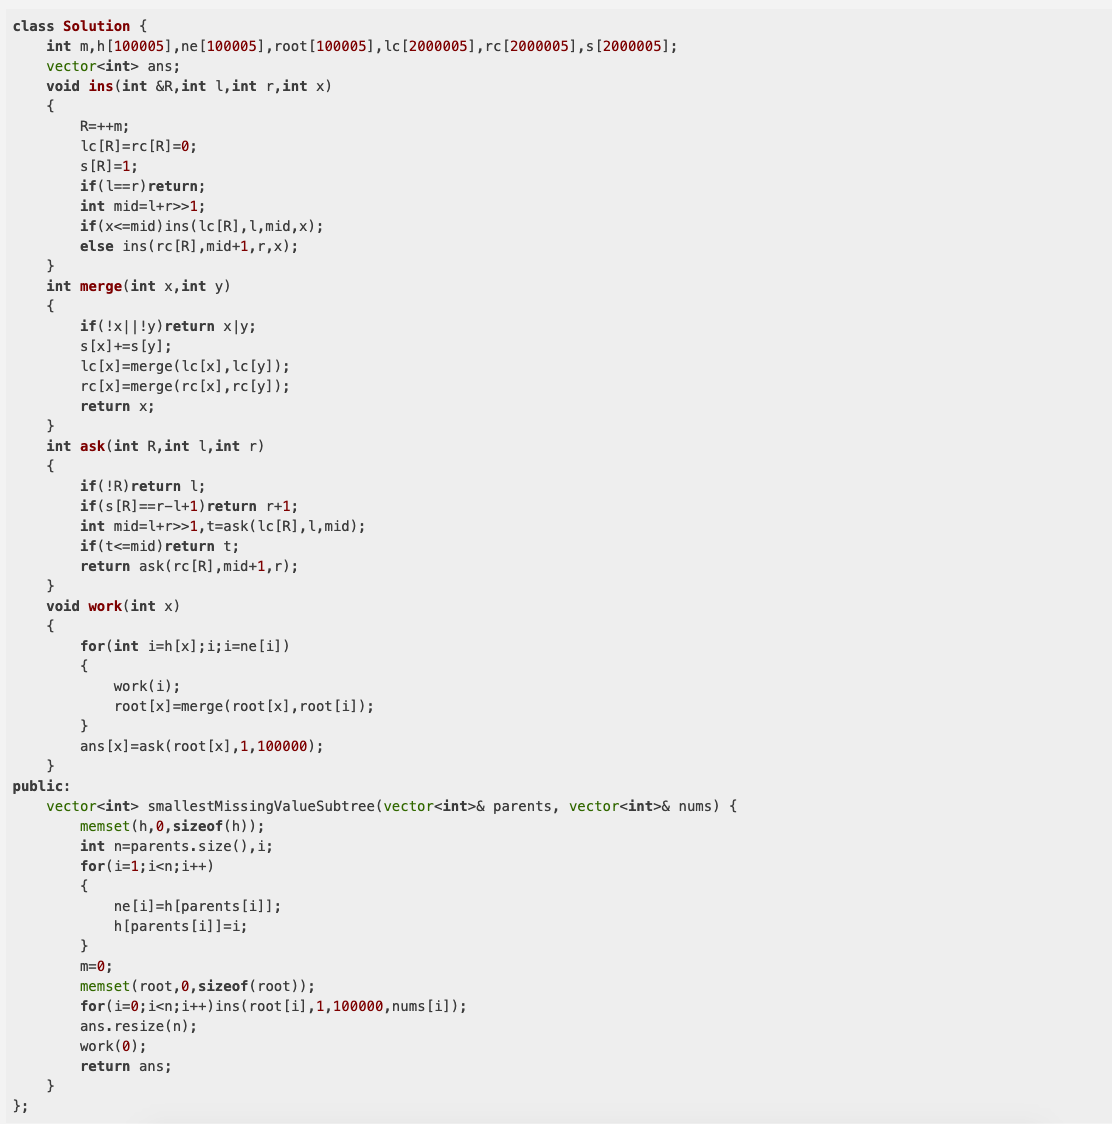 class Solution {
    int m,h[100005],ne[100005],root[100005],lc[2000005],rc[2000005],s[2000005];
    vector<int> ans;
    void ins(int &R,int l,int r,int x)
    {
        R=++m;
        lc[R]=rc[R]=0;
        s[R]=1;
        if(l==r)return;
        int mid=l+r>>1;
        if(x<=mid)ins(lc[R],l,mid,x);
        else ins(rc[R],mid+1,r,x);
    }
    int merge(int x,int y)
    {
        if(!x||!y)return x|y;
        s[x]+=s[y];
        lc[x]=merge(lc[x],lc[y]);
        rc[x]=merge(rc[x],rc[y]);
        return x;
    }
    int ask(int R,int l,int r)
    {
        if(!R)return l;
        if(s[R]==r-l+1)return r+1;
        int mid=l+r>>1,t=ask(lc[R],l,mid);
        if(t<=mid)return t;
        return ask(rc[R],mid+1,r);
    }
    void work(int x)
    {
        for(int i=h[x];i;i=ne[i])
        {
            work(i);
            root[x]=merge(root[x],root[i]);
        }
        ans[x]=ask(root[x],1,100000);
    }
public:
    vector<int> smallestMissingValueSubtree(vector<int>& parents, vector<int>& nums) {
        memset(h,0,sizeof(h));
        int n=parents.size(),i;
        for(i=1;i<n;i++)
        {
            ne[i]=h[parents[i]];
            h[parents[i]]=i;
        }
        m=0;
        memset(root,0,sizeof(root));
        for(i=0;i<n;i++)ins(root[i],1,100000,nums[i]);
        ans.resize(n);
        work(0);
        return ans;
    }
};